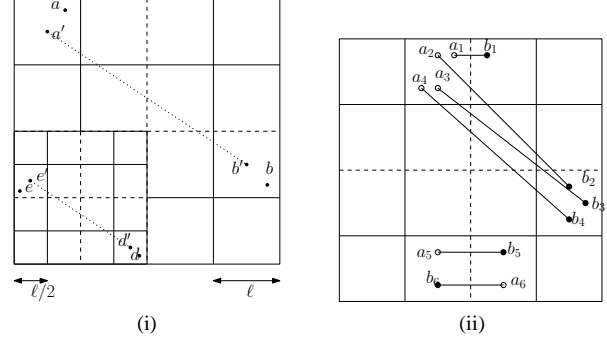 a
a′
b′
b
e′
e
d′
d
ℓ/2
ℓ
(i)
a₂ a₁ b₁
a₄ a₃
b₂
b₃
b₄
a₅ b₅
b₆ a₆
(ii)